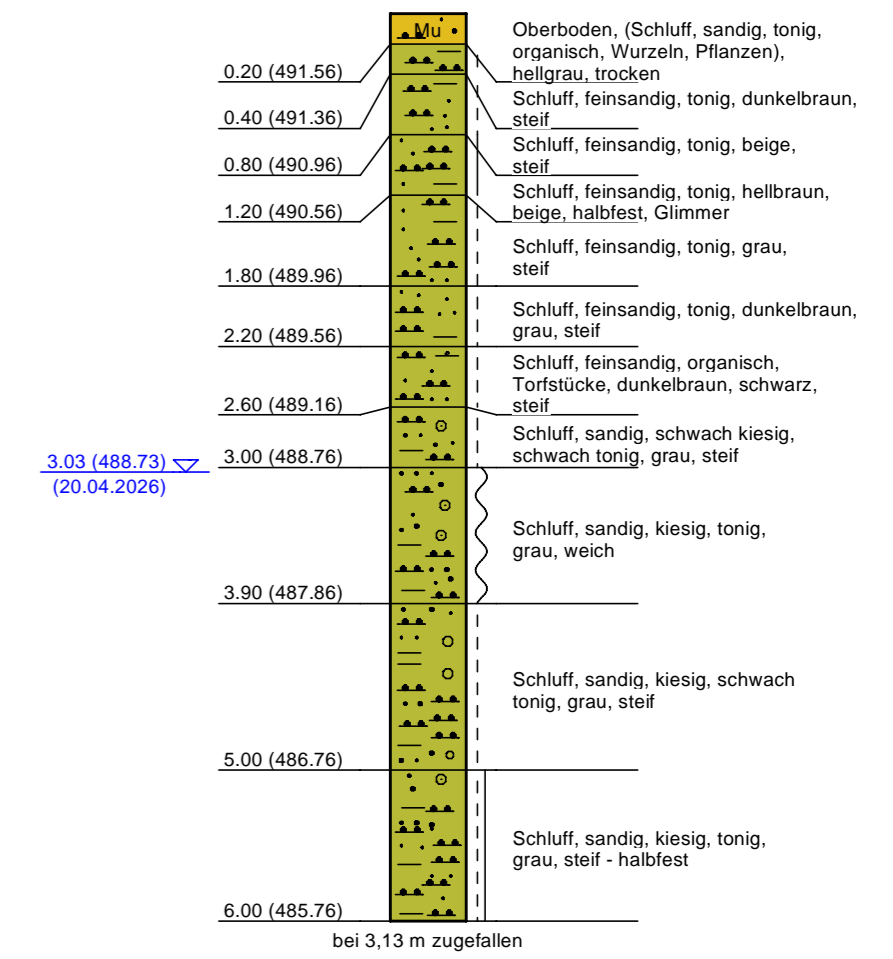 Mu
Oberboden, (Schluff, sandig, tonig,
organisch, Wurzeln, Pflanzen),
hellgrau, trocken
0.20 (491.56)
Schluff, feinsandig, tonig, dunkelbraun,
steif
0.40 (491.36)
Schluff, feinsandig, tonig, beige,
steif
0.80 (490.96)
Schluff, feinsandig, tonig, hellbraun,
beige, halbfest, Glimmer
1.20 (490.56)
Schluff, feinsandig, tonig, grau,
steif
1.80 (489.96)
Schluff, feinsandig, tonig, dunkelbraun,
grau, steif
2.20 (489.56)
Schluff, feinsandig, organisch,
Torfstücke, dunkelbraun, schwarz,
steif
2.60 (489.16)
Schluff, sandig, schwach kiesig,
schwach tonig, grau, steif
3.00 (488.76)
3.03 (488.73)
(20.04.2026)
Schluff, sandig, kiesig, tonig,
grau, weich
3.90 (487.86)
Schluff, sandig, kiesig, schwach
tonig, grau, steif
5.00 (486.76)
Schluff, sandig, kiesig, tonig,
grau, steif - halbfest
6.00 (485.76)
bei 3,13 m zugefallen